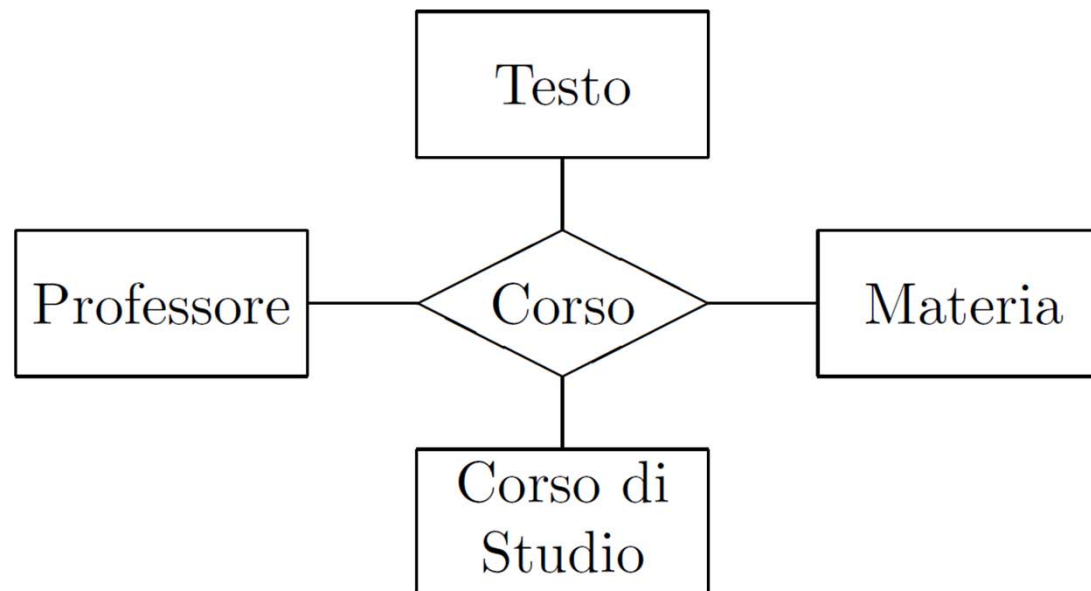 Testo
Professore
Corso
Materia
Corso di
Studio